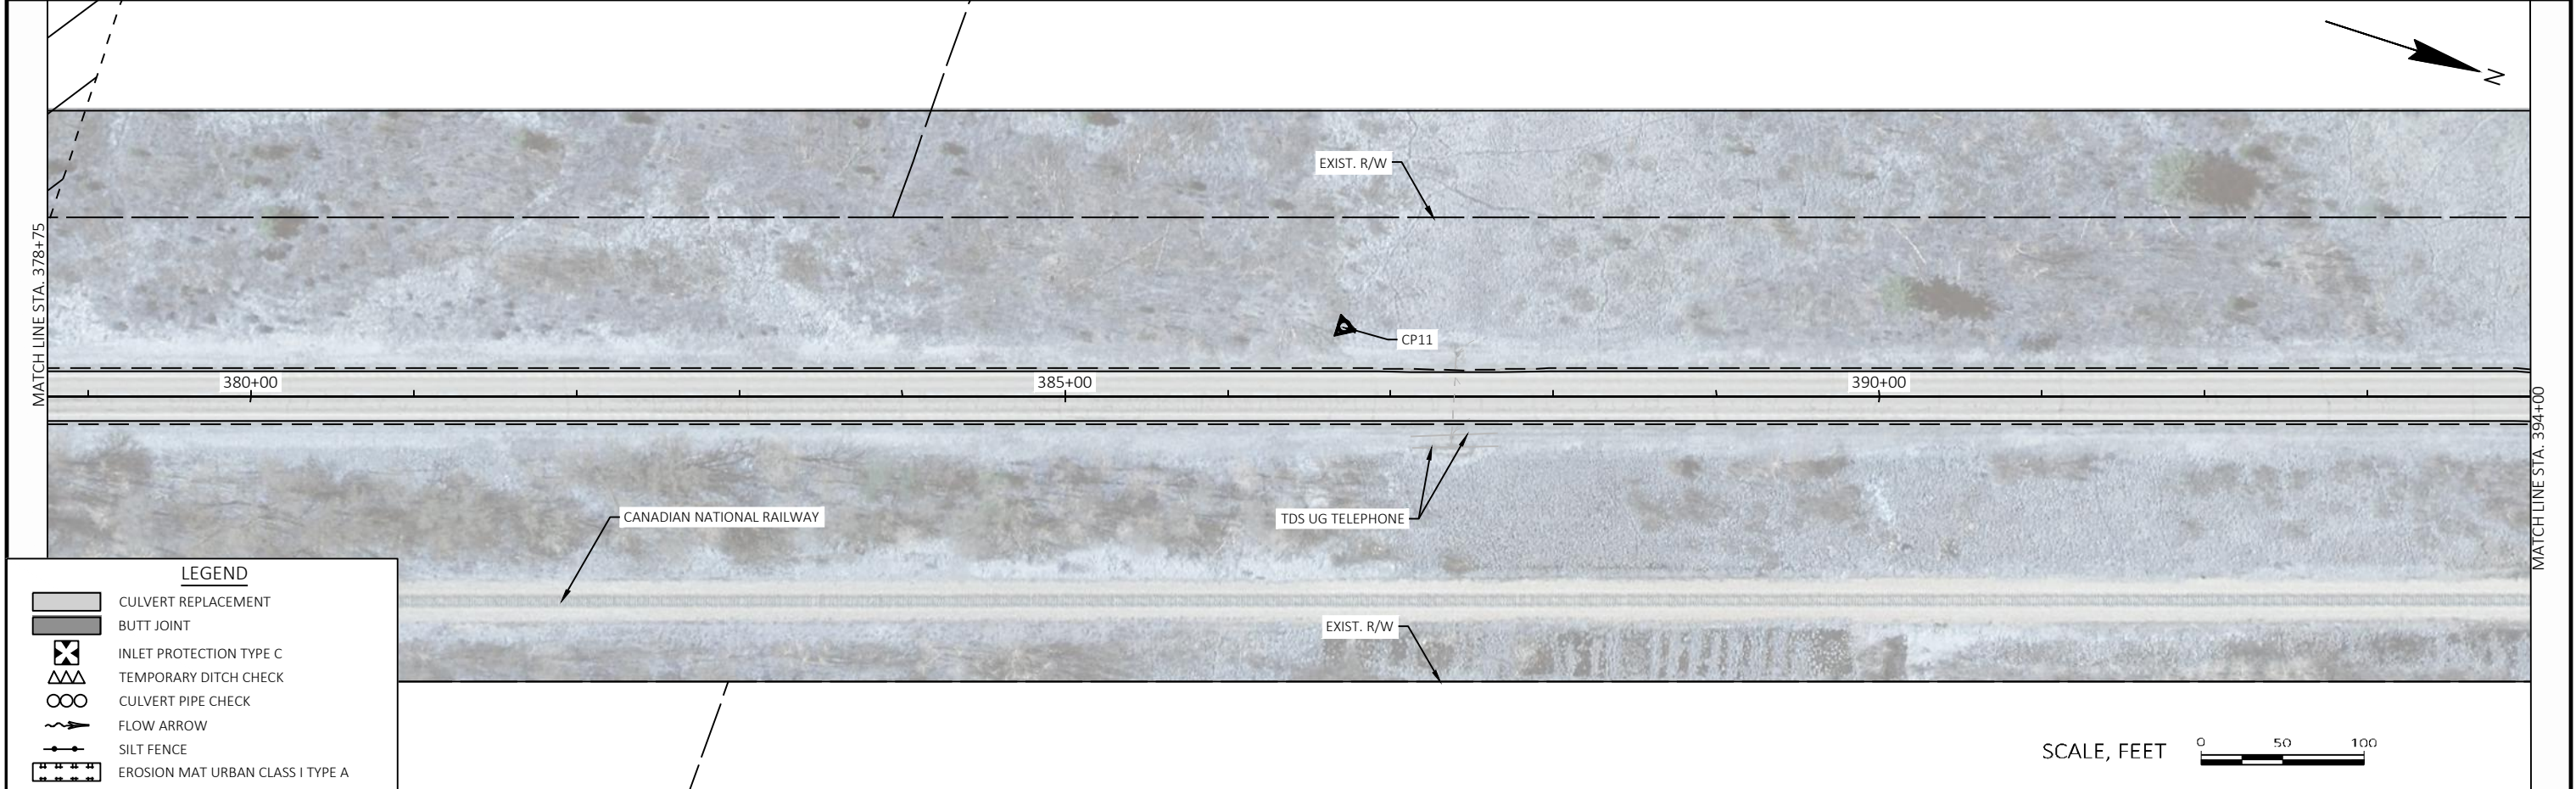 N
EXIST. R/W
MATCH LINE STA. 378+75
CP11
380+00
385+00
390+00
MATCH LINE STA. 394+00
CANADIAN NATIONAL RAILWAY
TDS UG TELEPHONE
EXIST. R/W
LEGEND
CULVERT REPLACEMENT
BUTT JOINT
INLET PROTECTION TYPE C
TEMPORARY DITCH CHECK
CULVERT PIPE CHECK
FLOW ARROW
SILT FENCE
EROSION MAT URBAN CLASS I TYPE A
SCALE, FEET
0 50 100